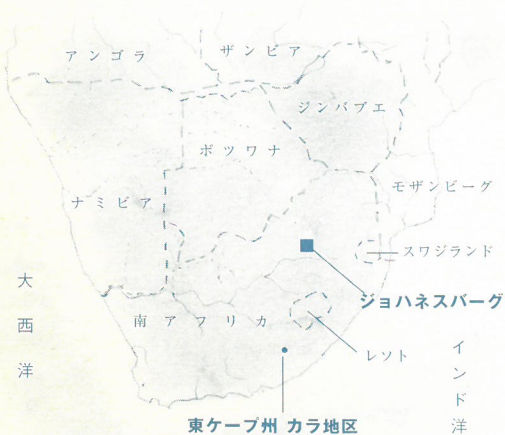 アンゴラ
ザンビア
ジンバブエ
ボツワナ
モザンビーグ
ナミビア
スワジランド
大西洋
ジョハネスバーグ
南アフリカ
レソト
インド洋
東ケープ州 カラ地区